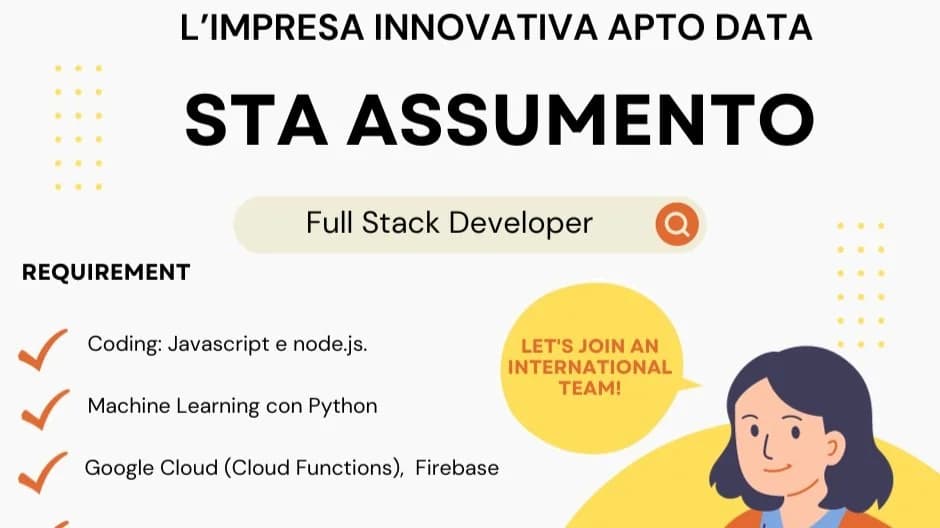 L'IMPRESA INNOVATIVA APTO DATA
STA ASSUMENTO
Full Stack Developer
REQUIREMENT
Coding: Javascript e node.js.
Machine Learning con Python
Google Cloud (Cloud Functions), Firebase
LET'S JOIN AN
INTERNATIONAL
TEAM!